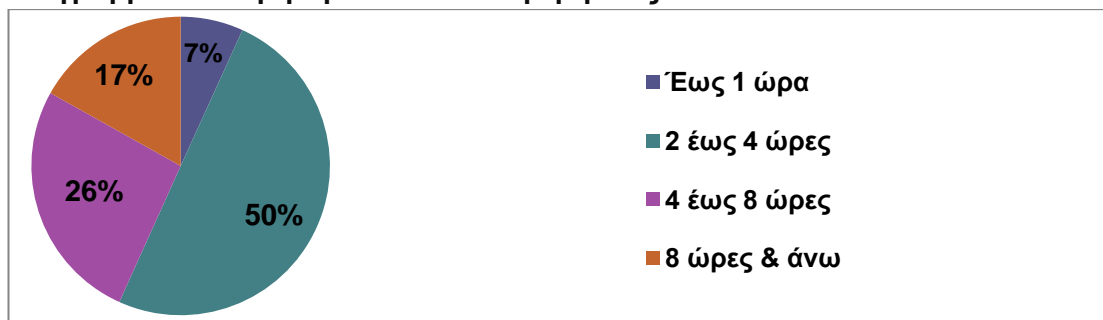 7%
17%
26%
50%
Έως 1 ώρα
2 έως 4 ώρες
4 έως 8 ώρες
8 ώρες & άνω